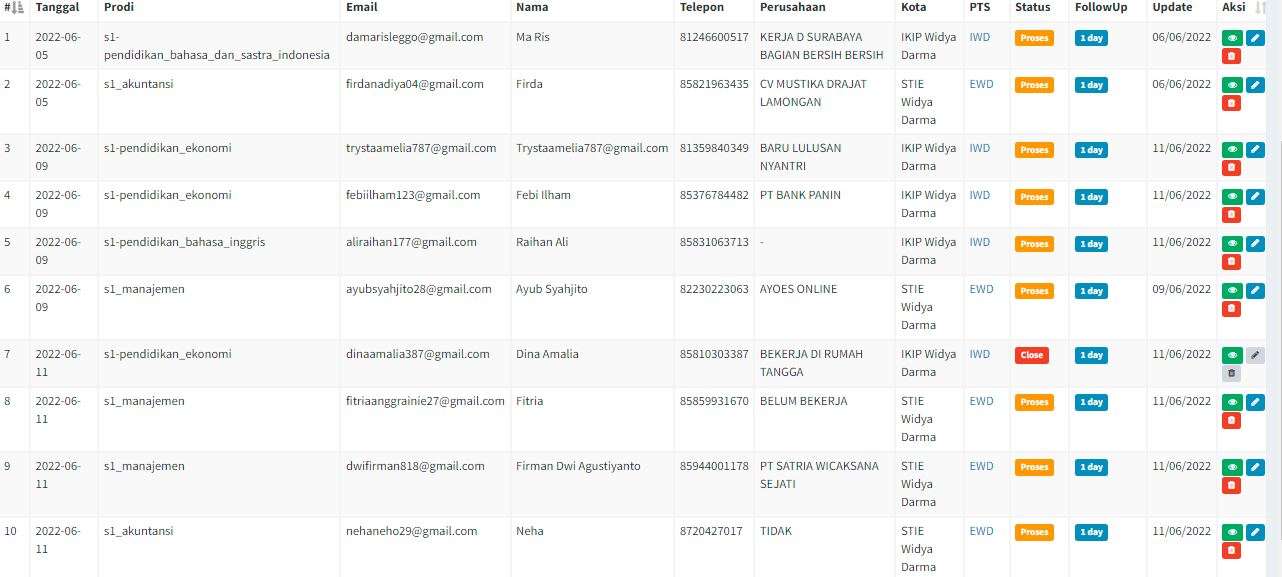 # Tanggal Prodi Email Nama Telepon Perusahaan Kota PTS Status FollowUp Update Aksi
1 2022-06- s1- damarisleggo@gmail.com Ma Ris 81246600517 KERJA D SURABAYA IKIP Widya IWD Proses 1 day 06/06/2022
05 pendidikan_bahasa_dan_sastra_indonesia BAGIAN BERSIH BERSIH Darma
2 2022-06- s1_akuntansi firdanadiya04@gmail.com Firda 85821963435 CV MUSTIKA DRAJAT STIE EWD Proses 1 day 06/06/2022
05 LAMONGAN Widya
Darma
3 2022-06- s1-pendidikan_ekonomi trystaamelia787@gmail.com Trystaamelia787@gmail.com 81359840349 BARU LULUSAN IKIP Widya IWD Proses 1 day 11/06/2022
09 NYANTRI Darma
4 2022-06- s1-pendidikan_ekonomi febiilham123@gmail.com Febi Ilham 85376784482 PT BANK PANIN IKIP Widya IWD Proses 1 day 11/06/2022
09 Darma
5 2022-06- s1-pendidikan_bahasa_inggris aliraihan177@gmail.com Raihan Ali 85831063713 - IKIP Widya IWD Proses 1 day 11/06/2022
09 Darma
6 2022-06- s1_manajemen ayubsyahjito28@gmail.com Ayub Syahjito 82230223063 AYOES ONLINE STIE EWD Proses 1 day 09/06/2022
09 Widya
Darma
7 2022-06- s1-pendidikan_ekonomi dinaamalia387@gmail.com Dina Amalia 85810303387 BEKERJA DI RUMAH IKIP Widya IWD Close 1 day 11/06/2022
11 TANGGA Darma
8 2022-06- s1_manajemen fitriaanggrainie27@gmail.com Fitria 85859931670 BELUM BEKERJA STIE EWD Proses 1 day 11/06/2022
11 Widya
Darma
9 2022-06- s1_manajemen dwifirman818@gmail.com Firman Dwi Agustiyanto 85944001178 PT SATRIA WICAKSANA STIE EWD Proses 1 day 11/06/2022
11 SEJATI Widya
Darma
10 2022-06- s1_akuntansi nehaneho29@gmail.com Neha 8720427017 TIDAK STIE EWD Proses 1 day 11/06/2022
11 Widya
Darma